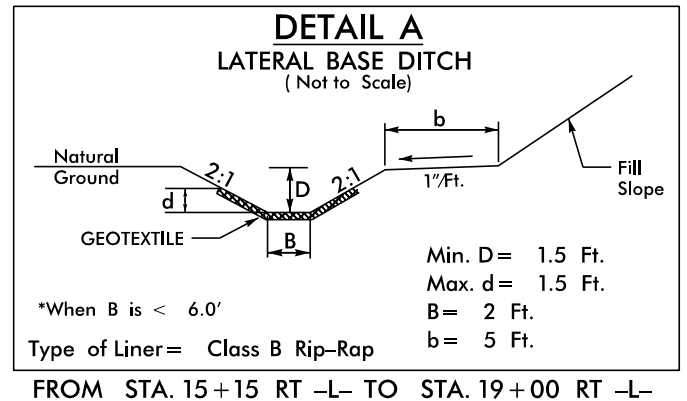 DETAIL A
LATERAL BASE DITCH
( Not to Scale)
b
Natural
Ground
2:1
D
2:1
1"/Ft.
Fill
Slope
d
GEOTEXTILE
B
Min. D = 1.5 Ft.
Max. d = 1.5 Ft.
*When B is < 6.0'
B = 2 Ft.
Type of Liner = Class B Rip-Rap
b = 5 Ft.
FROM STA. 15+15 RT -L- TO STA. 19+00 RT -L-